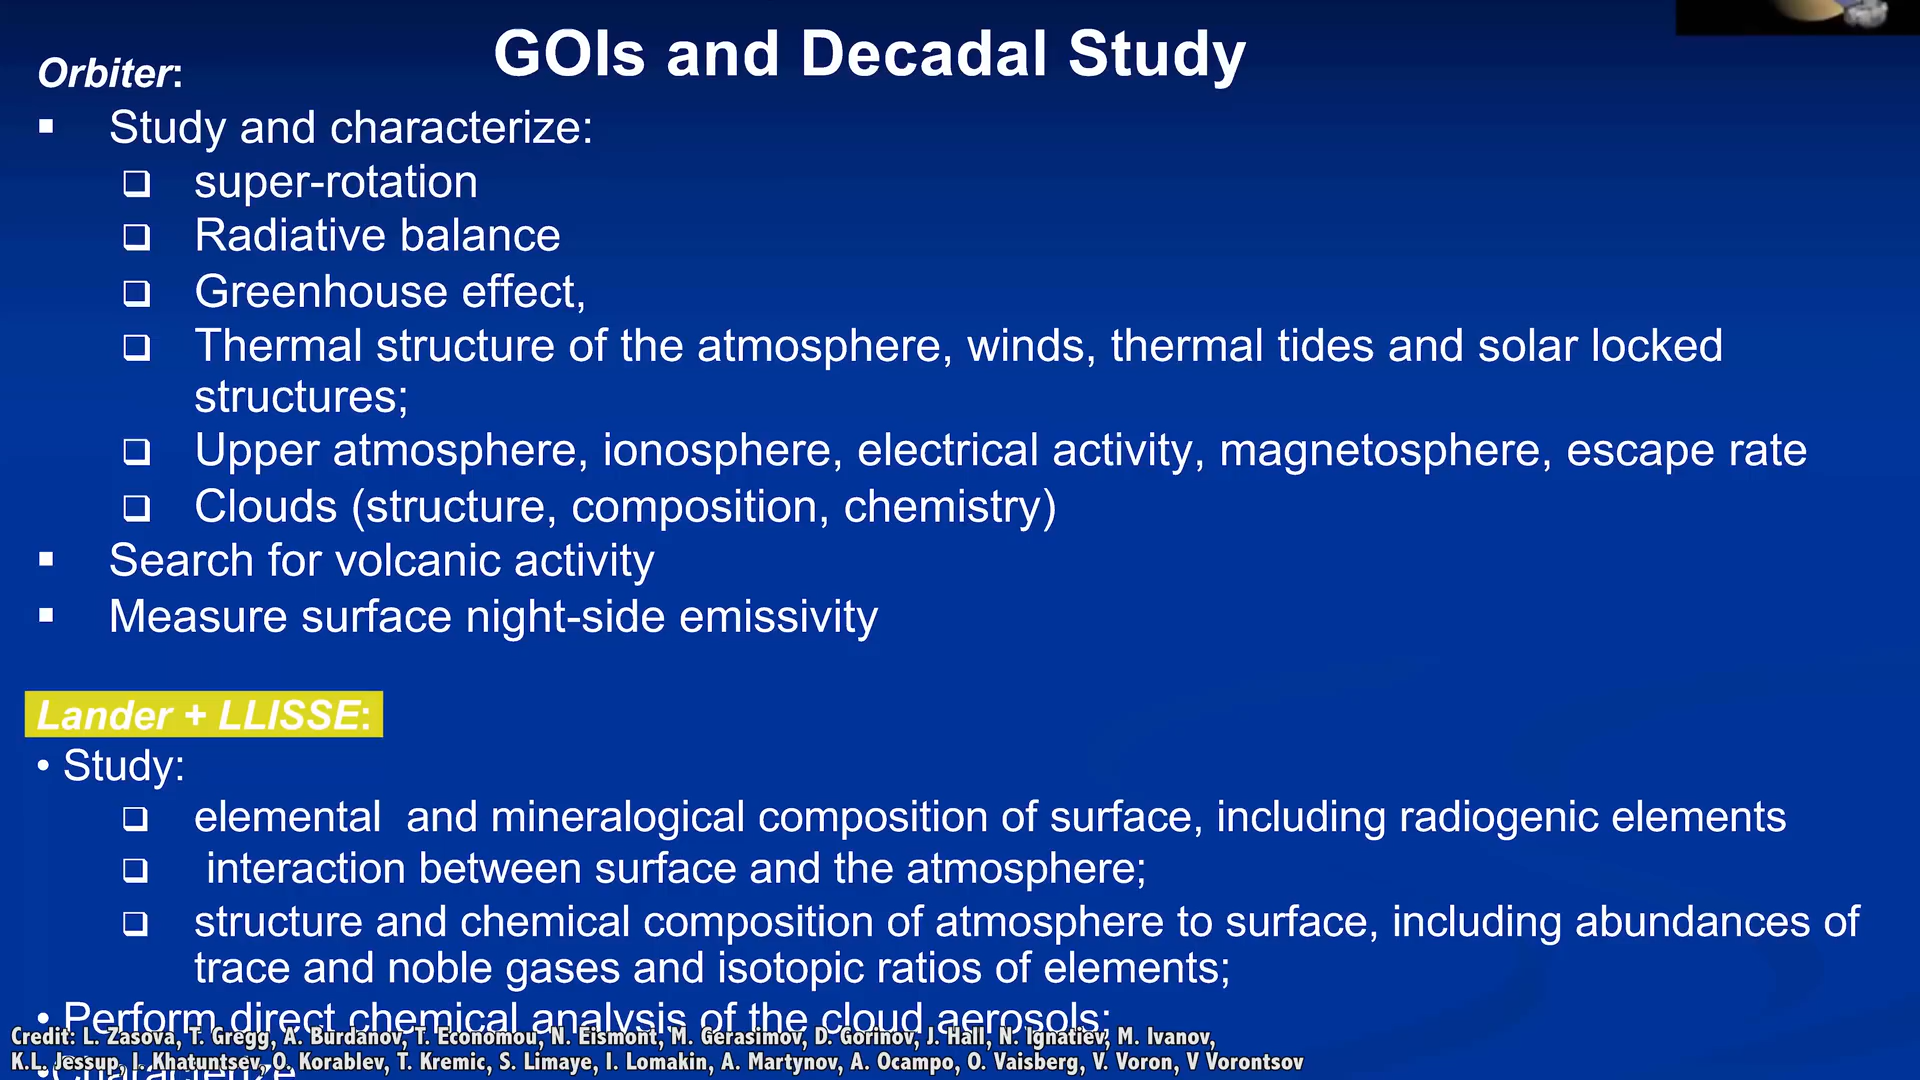 GOIs and Decadal Study
Orbiter:
▪ Study and characterize:
❑ super-rotation
❑ Radiative balance
❑ Greenhouse effect,
❑ Thermal structure of the atmosphere, winds, thermal tides and solar locked
structures;
❑ Upper atmosphere, ionosphere, electrical activity, magnetosphere, escape rate
❑ Clouds (structure, composition, chemistry)
▪ Search for volcanic activity
▪ Measure surface night-side emissivity
Lander + LLISSE:
• Study:
❑ elemental and mineralogical composition of surface, including radiogenic elements
❑ interaction between surface and the atmosphere;
❑ structure and chemical composition of atmosphere to surface, including abundances of
trace and noble gases and isotopic ratios of elements;
• Perform direct chemical analysis of the cloud aerosols;
Credit: L. Zasova, T. Gregg, A. Burdanov, T. Economou, N. Eismont, M. Gerasimov, D. Gorinov, J. Hall, N. Ignatiev, M. Ivanov,
K.L. Jessup, I. Khatuntsev, O. Korablev, T. Kremic, S. Limaye, I. Lomakin, A. Martynov, A. Ocampo, O. Vaisberg, V. Voron, V Vorontsov
•Characterize